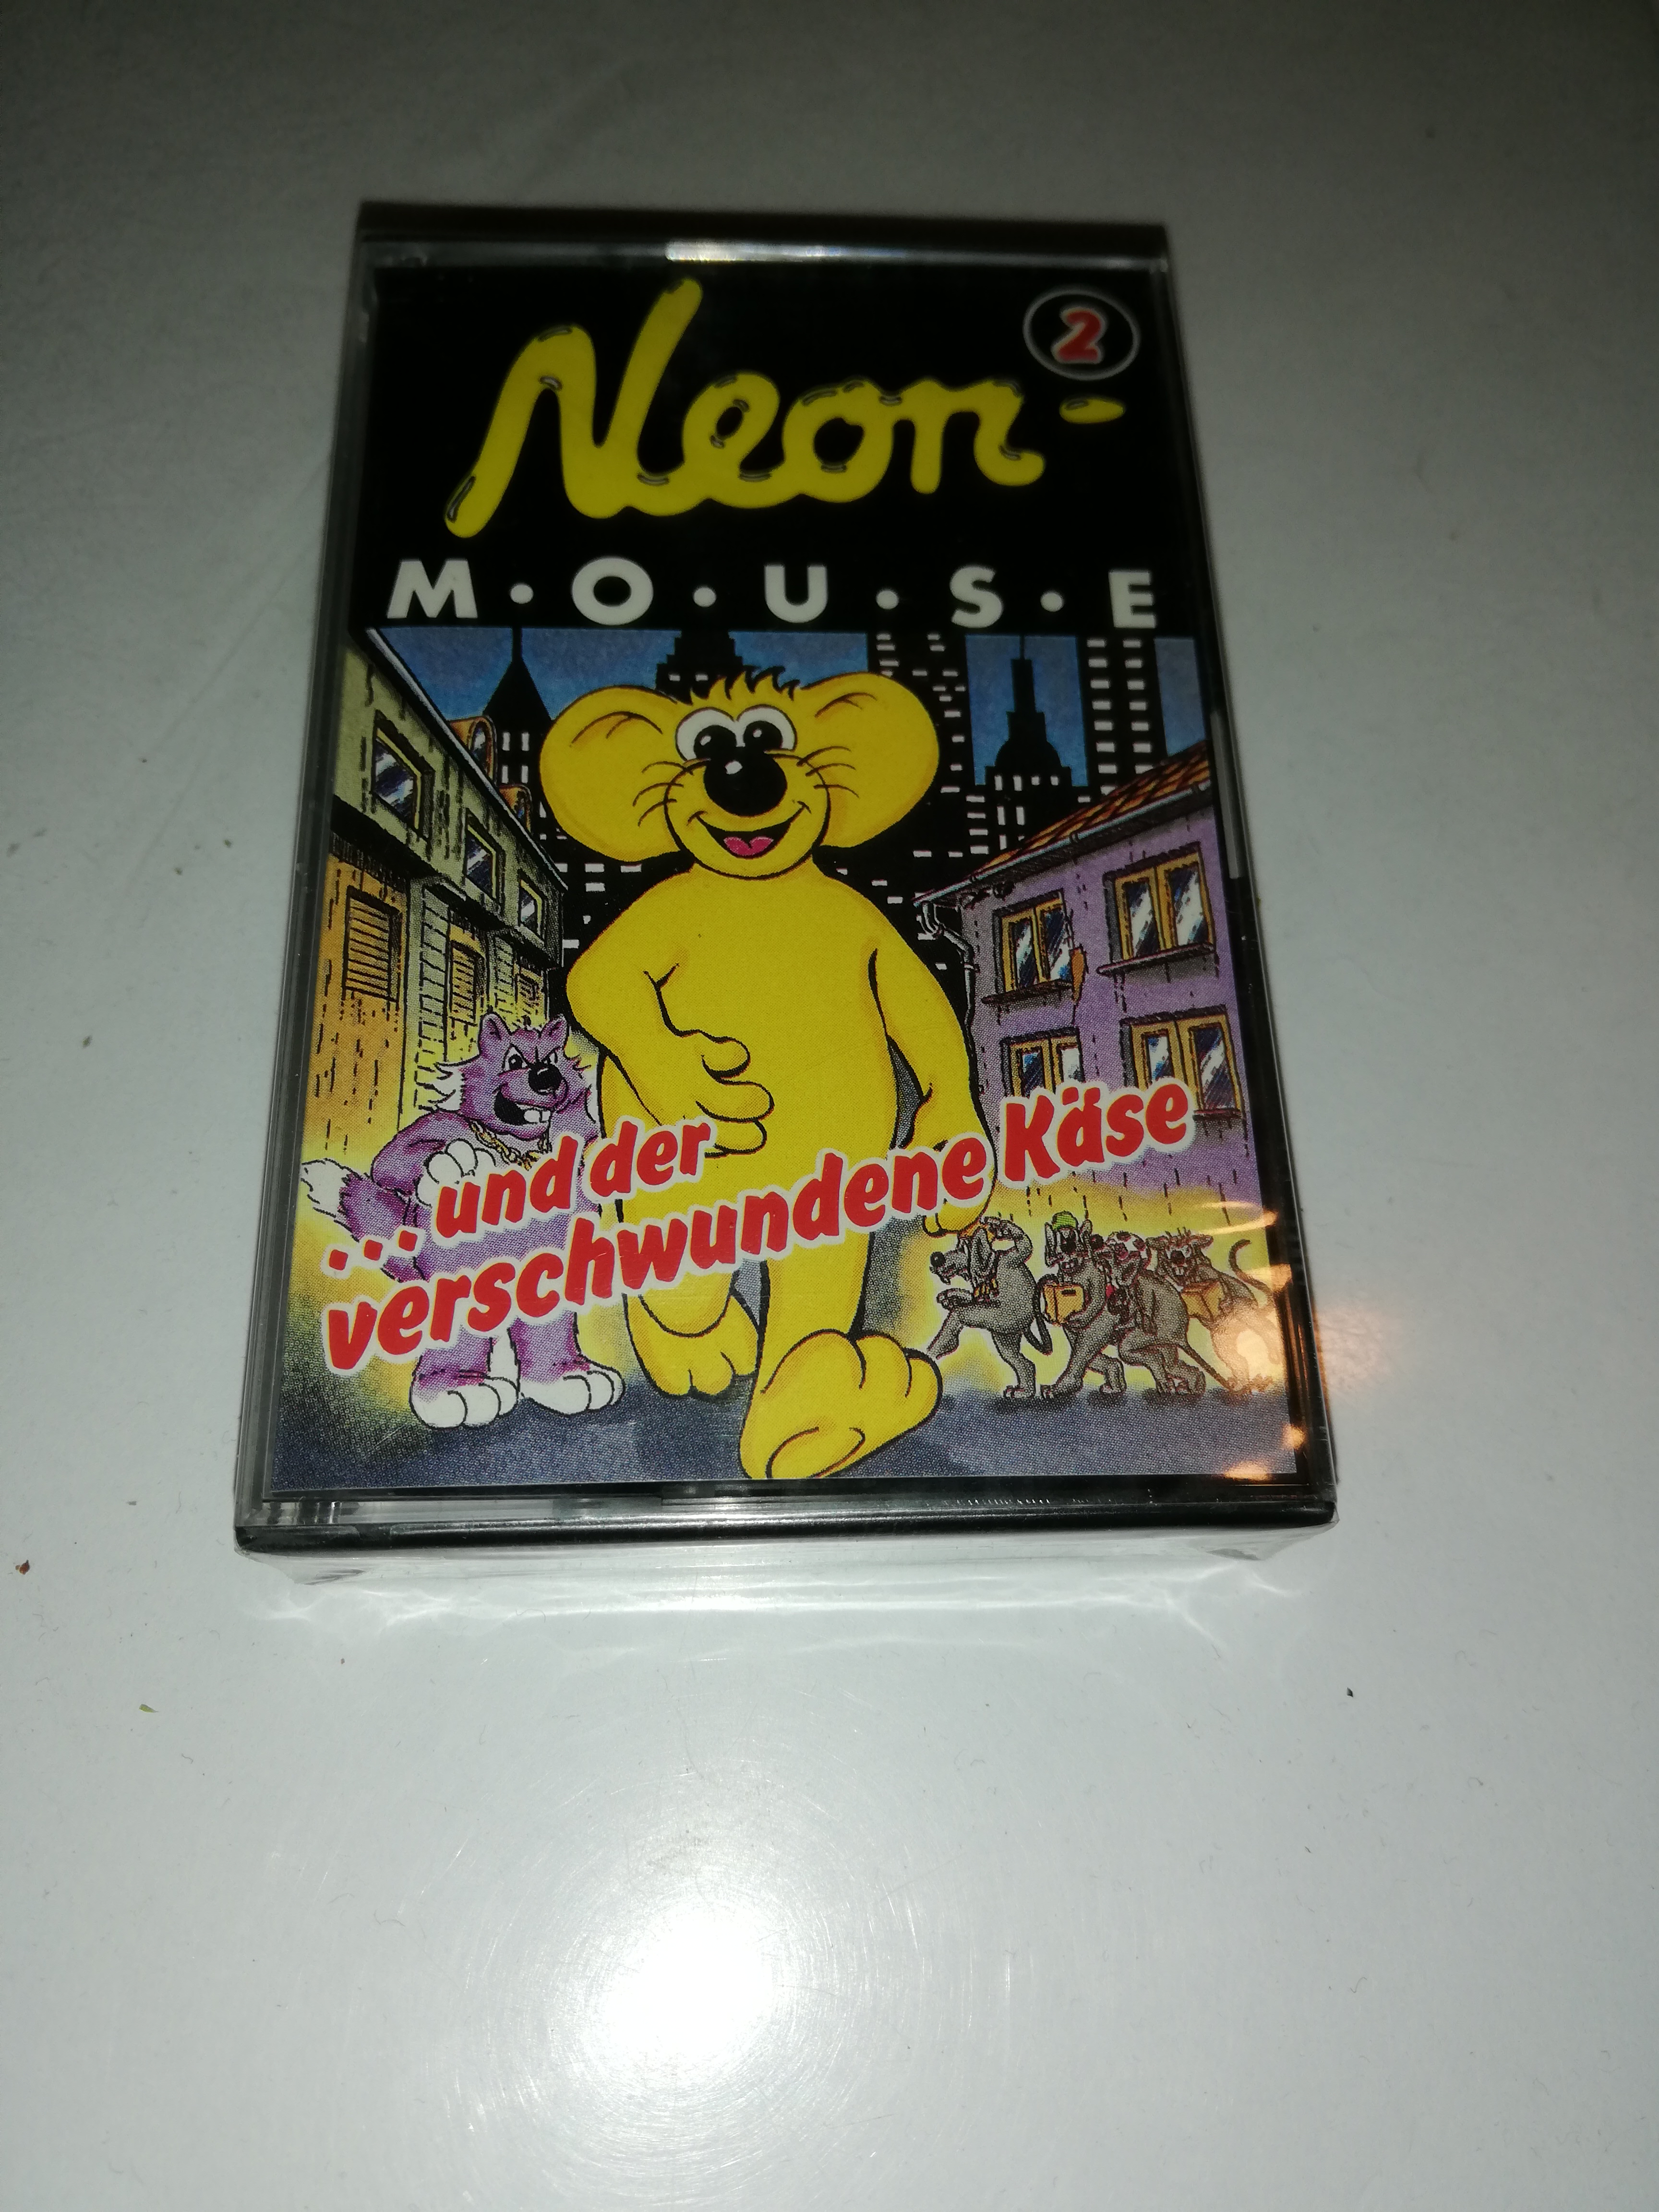 2
Neon-
M·O·U·S·E
...und der
verschwundene Käse